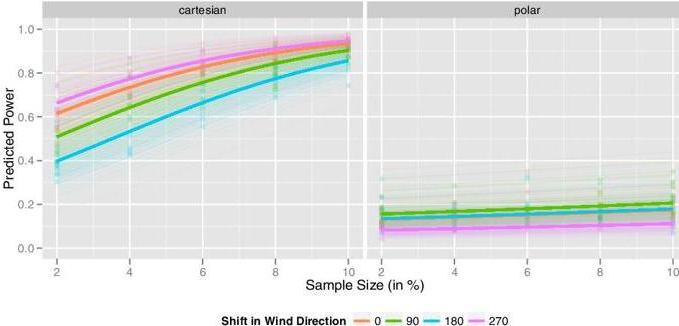 cartesian polar
Predicted Power
1.0
0.8
0.6
0.4
0.2
0.0
2 4 6 8 10 2 4 6 8 10
Sample Size (in %)
Shift in Wind Direction 0 90 180 270